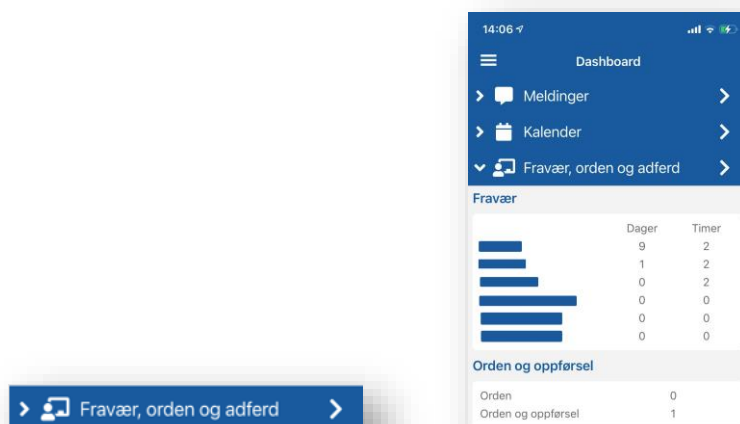 14:06
Dashboard
Meldinger
Kalender
Fravær, orden og adferd
Fravær
Dager Timer
9 2
1 2
0 2
0 0
0 0
0 0
Orden og oppførsel
Orden 0
Orden og oppførsel 1
Fravær, orden og adferd